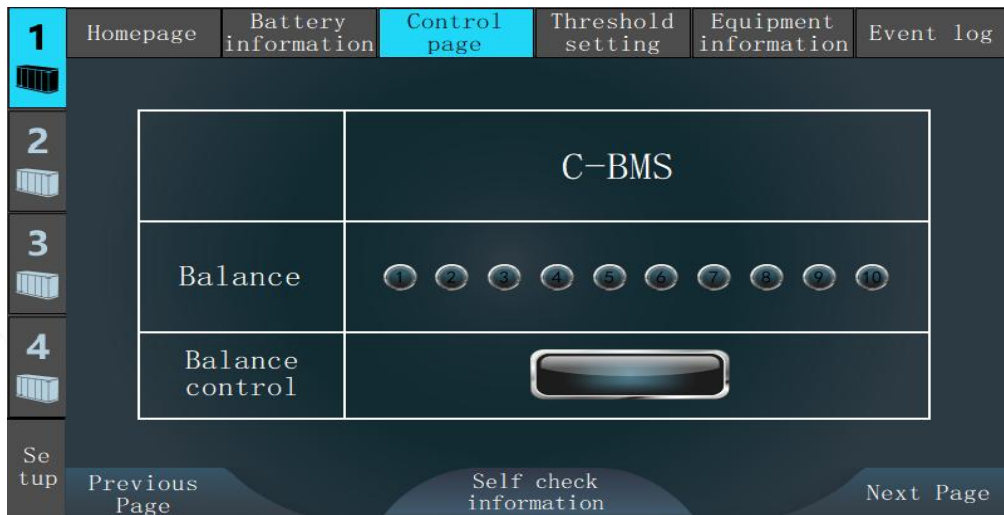 1
Homepage
Battery
information
Control
page
Threshold
setting
Equipment
information
Event log
2
3
4
Se
tup
C-BMS
Balance
1 2 3 4 5 6 7 8 9 10
Balance
control
Previous
Page
Self check
information
Next Page